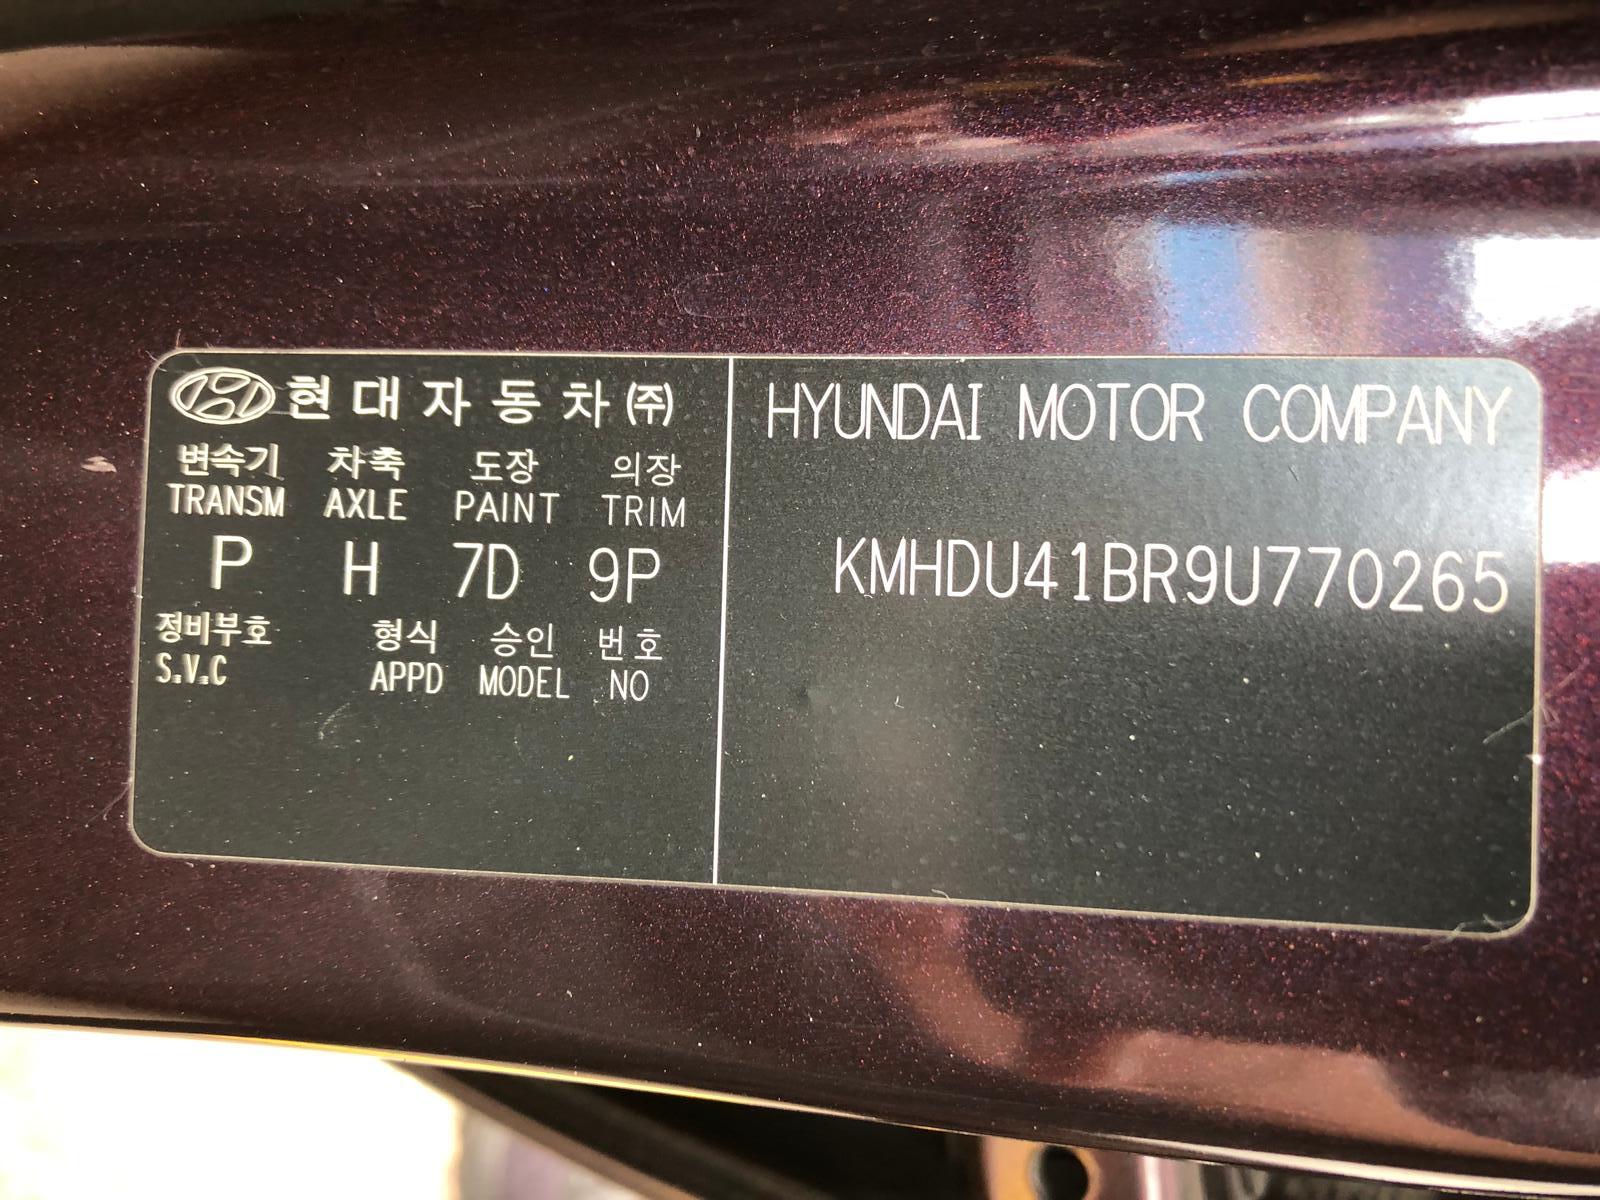 현대자동차(주)
변속기 차축 도장 의장
TRANSM AXLE PAINT TRIM
P H 7D 9P
정비부호 형식 승인 번호
S.V.C APPD MODEL NO
HYUNDAI MOTOR COMPANY
KMHDU41BR9U770265